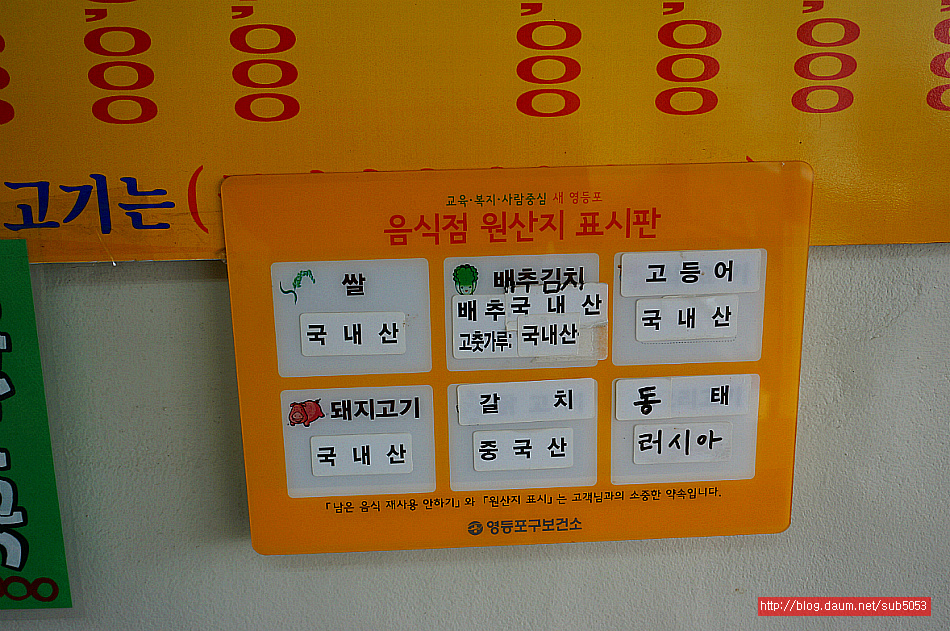 고기는(
교육·복지·사람중심 새 영등포
음식점 원산지 표시판
쌀
국 내 산
배추김치
배 추 국 내 산
고춧가루: 국내산
고 등 어
국 내 산
돼지고기
국 내 산
갈 치
중 국 산
동 태
러시아
「남은 음식 재사용 안하기」와 「원산지 표시」는 고객님과의 소중한 약속입니다.
영등포구보건소
http://blog.daum.net/sub5053